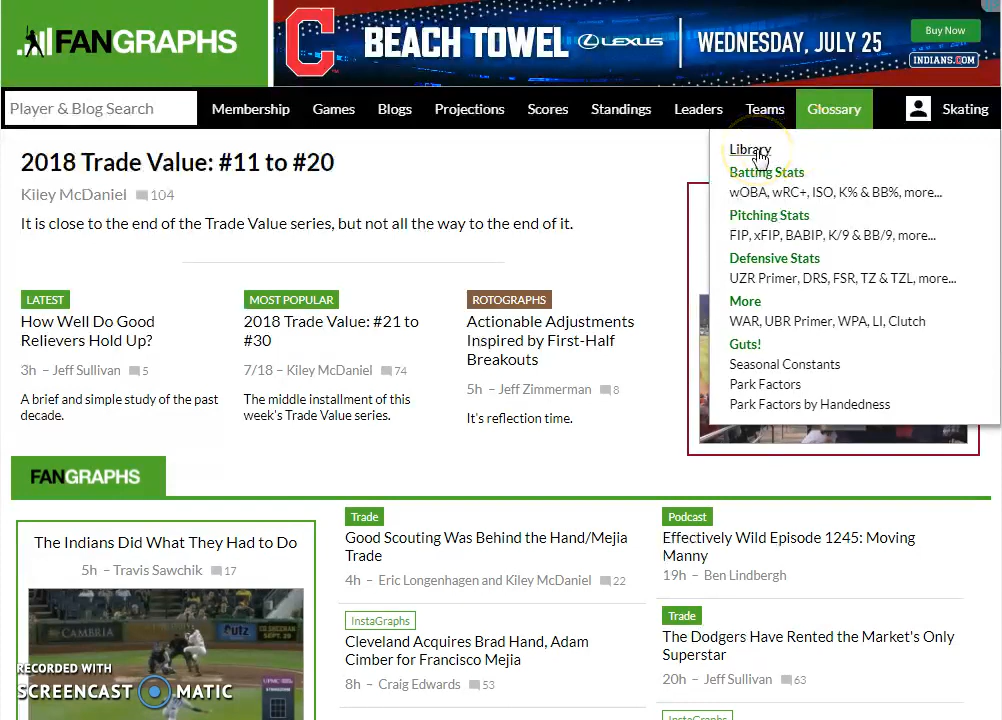 FANGRAPHS
C
BEACH TOWEL
LEXUS
WEDNESDAY, JULY 25
Buy Now
INDIANS.COM
Player & Blog Search
Membership
Games
Blogs
Projections
Scores
Standings
Leaders
Teams
Glossary
Skating
2018 Trade Value: #11 to #20
Kiley McDaniel 104
It is close to the end of the Trade Value series, but not all the way to the end of it.
Library
Batting Stats
wOBA, wRC+, ISO, K% & BB%, more...
Pitching Stats
FIP, xFIP, BABIP, K/9 & BB/9, more...
Defensive Stats
UZR Primer, DRS, FSR, TZ & TZL, more...
More
WAR, UBR Primer, WPA, LI, Clutch
Guts!
Seasonal Constants
Park Factors
Park Factors by Handedness
LATEST
How Well Do Good
Relievers Hold Up?
3h – Jeff Sullivan 5
A brief and simple study of the past
decade.
MOST POPULAR
2018 Trade Value: #21 to
#30
7/18 – Kiley McDaniel 74
The middle installment of this
week's Trade Value series.
ROTOGRAPHS
Actionable Adjustments
Inspired by First-Half
Breakouts
5h – Jeff Zimmerman 8
It's reflection time.
FANGRAPHS
The Indians Did What They Had to Do
5h – Travis Sawchik 17
CAMBRIA
RECORDED WITH
SCREENCAST MATIC
Trade
Good Scouting Was Behind the Hand/Mejia
Trade
4h – Eric Longenhagen and Kiley McDaniel 22
InstaGraphs
Cleveland Acquires Brad Hand, Adam
Cimber for Francisco Mejia
8h – Craig Edwards 53
Podcast
Effectively Wild Episode 1245: Moving
Manny
19h – Ben Lindbergh
Trade
The Dodgers Have Rented the Market's Only
Superstar
20h – Jeff Sullivan 63
InstaGraphs